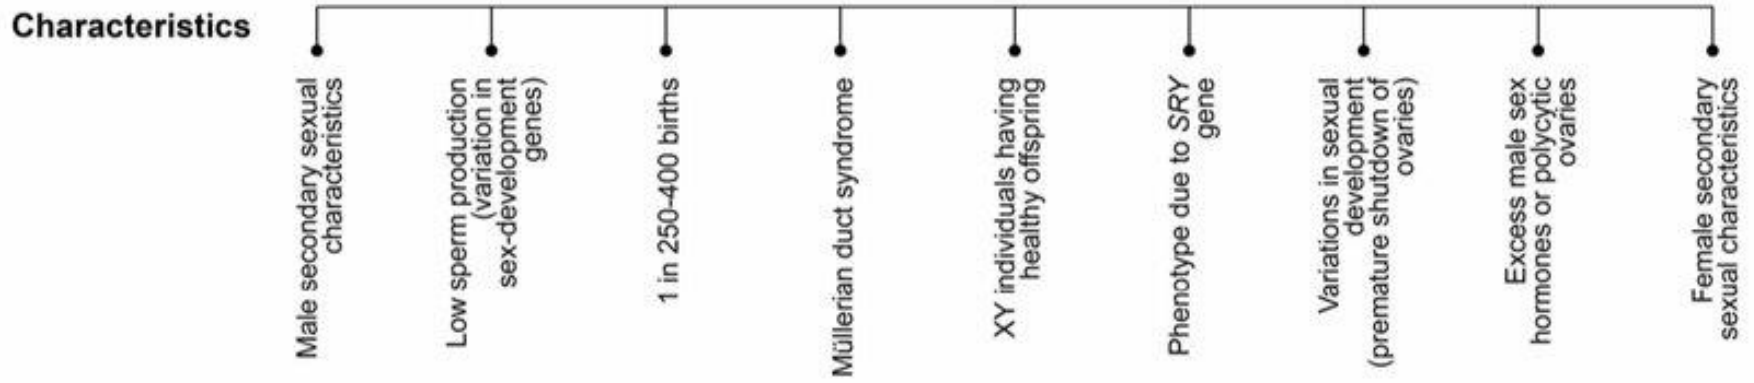 Characteristics
Male secondary sexual
characteristics
Low sperm production
(variation in
sex-development
genes)
1 in 250-400 births
Müllerian duct syndrome
XY individuals having
healthy offspring
Phenotype due to SRY
gene
Variations in sexual
development
(premature shutdown of
ovaries)
Excess male sex
hormones or polycytic
ovaries
Female secondary
sexual characteristics